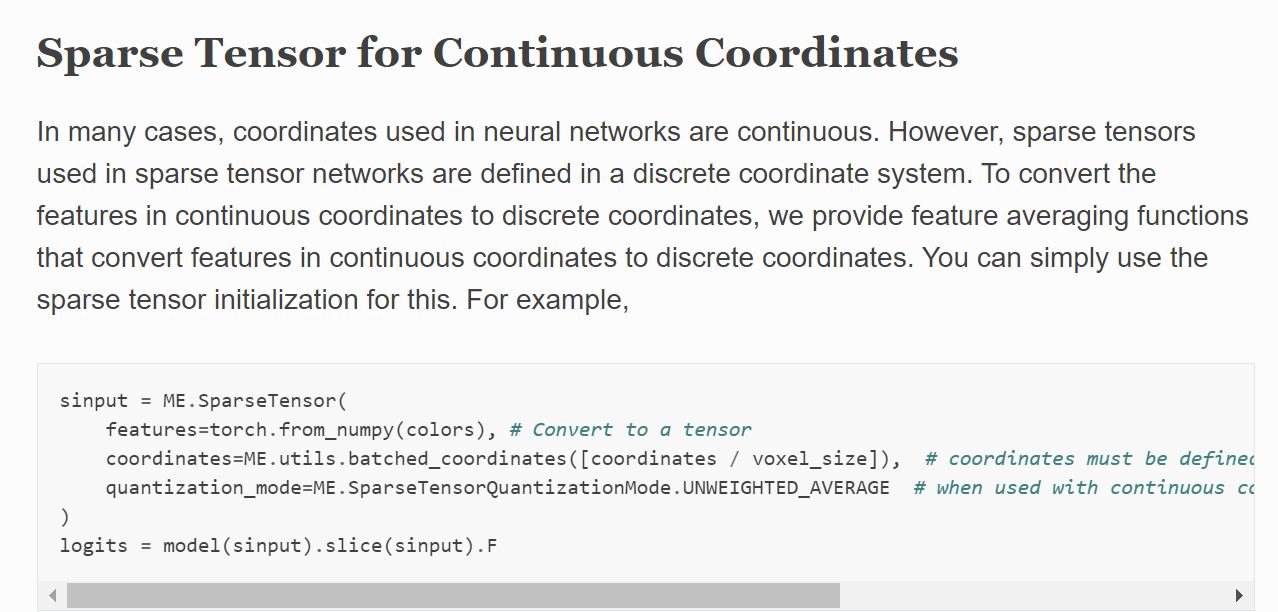 Sparse Tensor for Continuous Coordinates
In many cases, coordinates used in neural networks are continuous. However, sparse tensors
used in sparse tensor networks are defined in a discrete coordinate system. To convert the
features in continuous coordinates to discrete coordinates, we provide feature averaging functions
that convert features in continuous coordinates to discrete coordinates. You can simply use the
sparse tensor initialization for this. For example,
sinput = ME.SparseTensor(
    features=torch.from_numpy(colors), # Convert to a tensor
    coordinates=ME.utils.batched_coordinates([coordinates / voxel_size]),  # coordinates must be defined
    quantization_mode=ME.SparseTensorQuantizationMode.UNWEIGHTED_AVERAGE  # when used with continuous
)
logits = model(sinput).slice(sinput).F